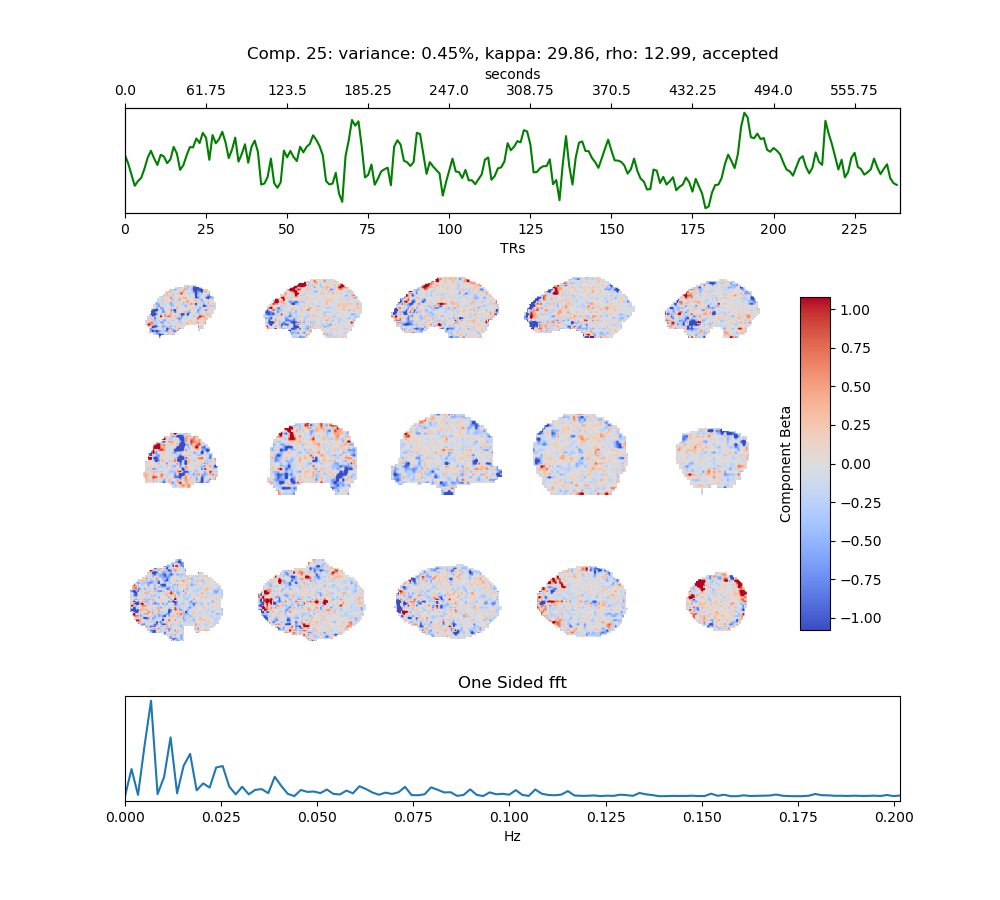 Comp. 25: variance: 0.45%, kappa: 29.86, rho: 12.99, accepted
seconds
0.0 61.75 123.5 185.25 247.0 308.75 370.5 432.25 494.0 555.75
0 25 50 75 100 125 150 175 200 225
TRs
1.00
0.75
0.50
0.25
0.00
−0.25
−0.50
−0.75
−1.00
Component Beta
One Sided fft
0.000 0.025 0.050 0.075 0.100 0.125 0.150 0.175 0.200
Hz